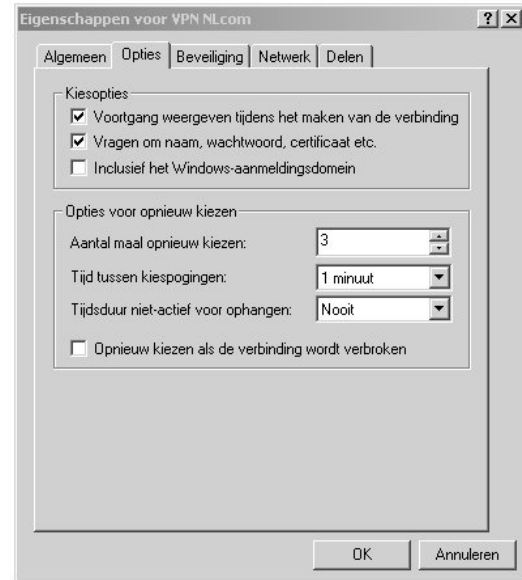 Eigenschappen voor VPN NLcom
Algemeen Opties Beveiliging Netwerk Delen
Kiesopties
Voortgang weergeven tijdens het maken van de verbinding
Vragen om naam, wachtwoord, certificaat etc.
Inclusief het Windows-aanmeldingsdomein
Opties voor opnieuw kiezen
Aantal maal opnieuw kiezen: 3
Tijd tussen kiespogingen: 1 minuut
Tijdsduur niet-actief voor ophangen: Nooit
Opnieuw kiezen als de verbinding wordt verbroken
OK Annuleren